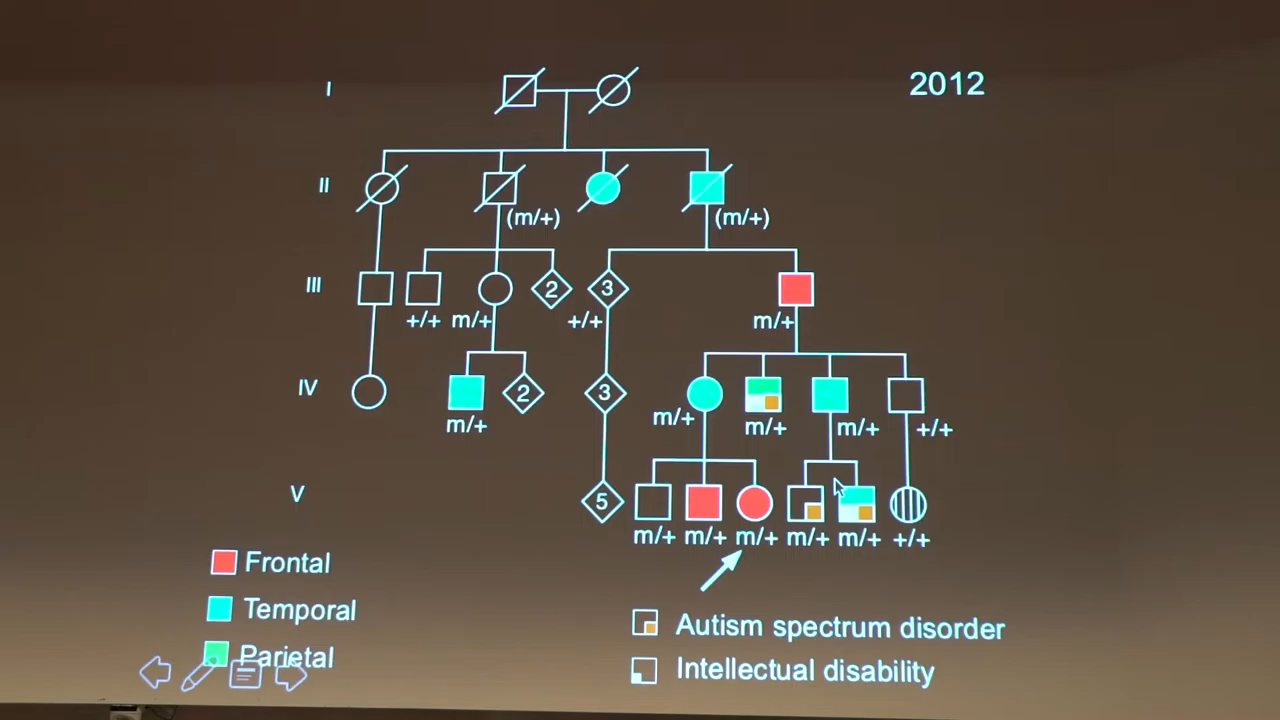 I
2012
II
(m/+)
(m/+)
III
2
3
+/+
m/+
+/+
m/+
IV
2
3
m/+
m/+
m/+
m/+
+/+
V
5
m/+
m/+
m/+
m/+
m/+
+/+
Frontal
Temporal
Parietal
Autism spectrum disorder
Intellectual disability